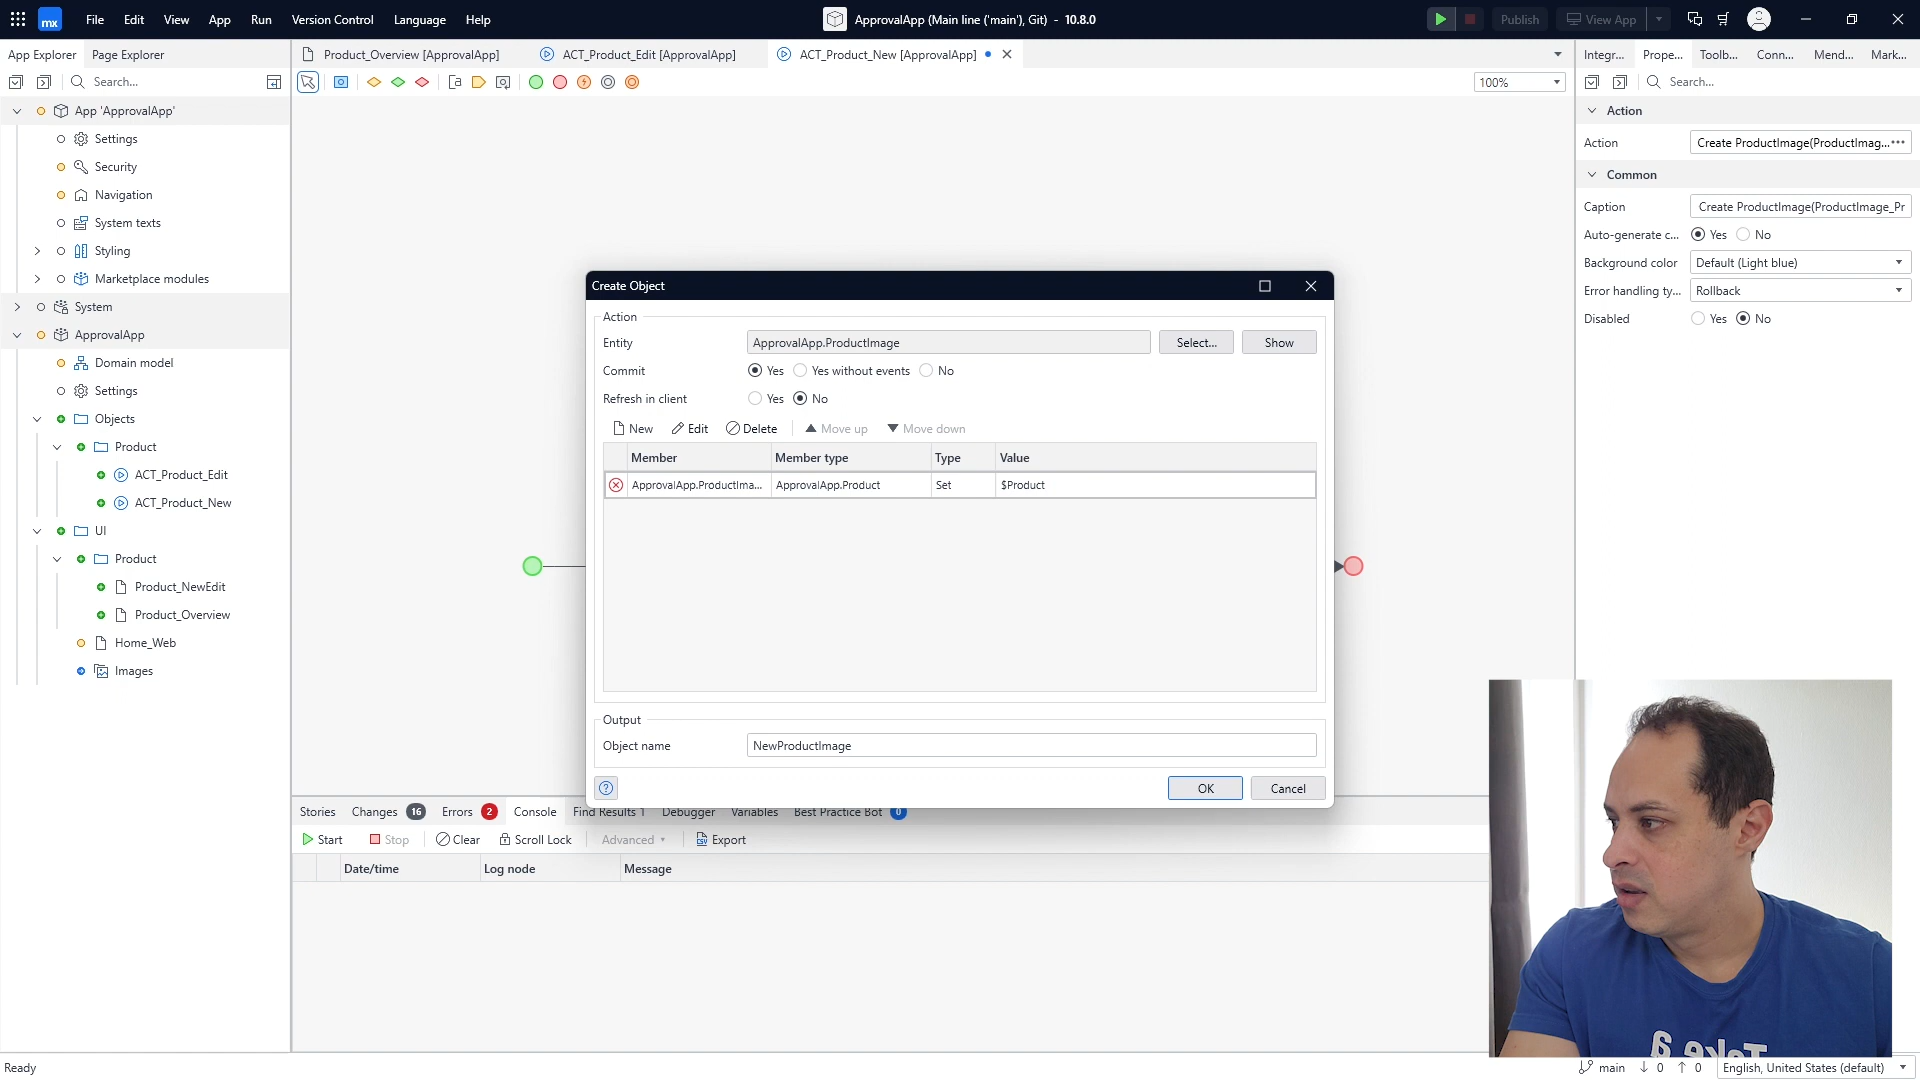 mx File Edit View App Run Version Control Language Help
ApprovalApp (Main line ('main'), Git) - 10.8.0
Publish View App
App Explorer Page Explorer
Product_Overview [ApprovalApp] ACT_Product_Edit [ApprovalApp] ACT_Product_New [ApprovalApp]
Integr... Prope... Toolb... Conn... Mend... Mark...
Search...
100%
Search...
App 'ApprovalApp'
Settings
Security
Navigation
System texts
Styling
Marketplace modules
System
ApprovalApp
Domain model
Settings
Objects
Product
ACT_Product_Edit
ACT_Product_New
UI
Product
Product_NewEdit
Product_Overview
Home_Web
Images
Create Object
Action
Entity ApprovalApp.ProductImage Select... Show
Commit Yes Yes without events No
Refresh in client Yes No
New Edit Delete Move up Move down
Member Member type Type Value
ApprovalApp.ProductIma... ApprovalApp.Product Set $Product
Output
Object name NewProductImage
OK Cancel
Action
Action Create ProductImage(ProductImag...
Common
Caption Create ProductImage(ProductImage_Pr
Auto-generate c... Yes No
Background color Default (Light blue)
Error handling ty... Rollback
Disabled Yes No
Stories Changes 16 Errors 2 Console Find Results 1 Debugger Variables Best Practice Bot 0
Start Stop Clear Scroll Lock Advanced Export
Date/time Log node Message
Take a
Ready
main 0 0 English, United States (default)